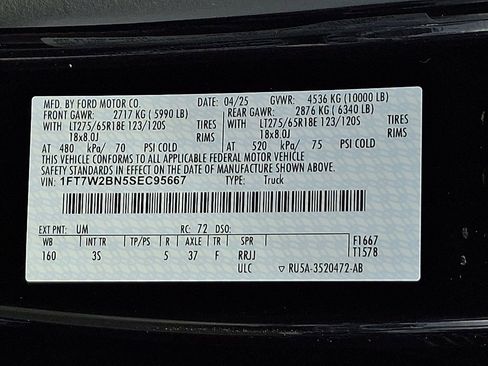 MFD. BY FORD MOTOR CO. DATE: 04/25 GVWR: 4536 KG (10000 LB)
FRONT GAWR: 2717 KG (5990 LB) REAR GAWR: 2876 KG (6340 LB)
WITH LT275/65R18E 123/120S TIRES WITH LT275/65R18E 123/120S TIRES
18x8.0J RIMS 18x8.0J RIMS
AT 480 kPa/ 70 PSI COLD AT 520 kPa/ 75 PSI COLD
THIS VEHICLE CONFORMS TO ALL APPLICABLE FEDERAL MOTOR VEHICLE
SAFETY STANDARDS IN EFFECT ON THE DATE OF MANUFACTURE SHOWN ABOVE.
VIN: 1FT7W2BN5SEC95667 TYPE: Truck
EXT PNT: UM RC: 72 DSO:
WB INT TR TP/PS R AXLE TR SPR F1667
160 3S 5 37 F RRJJ T1578
ULC RU5A-3520472-AB